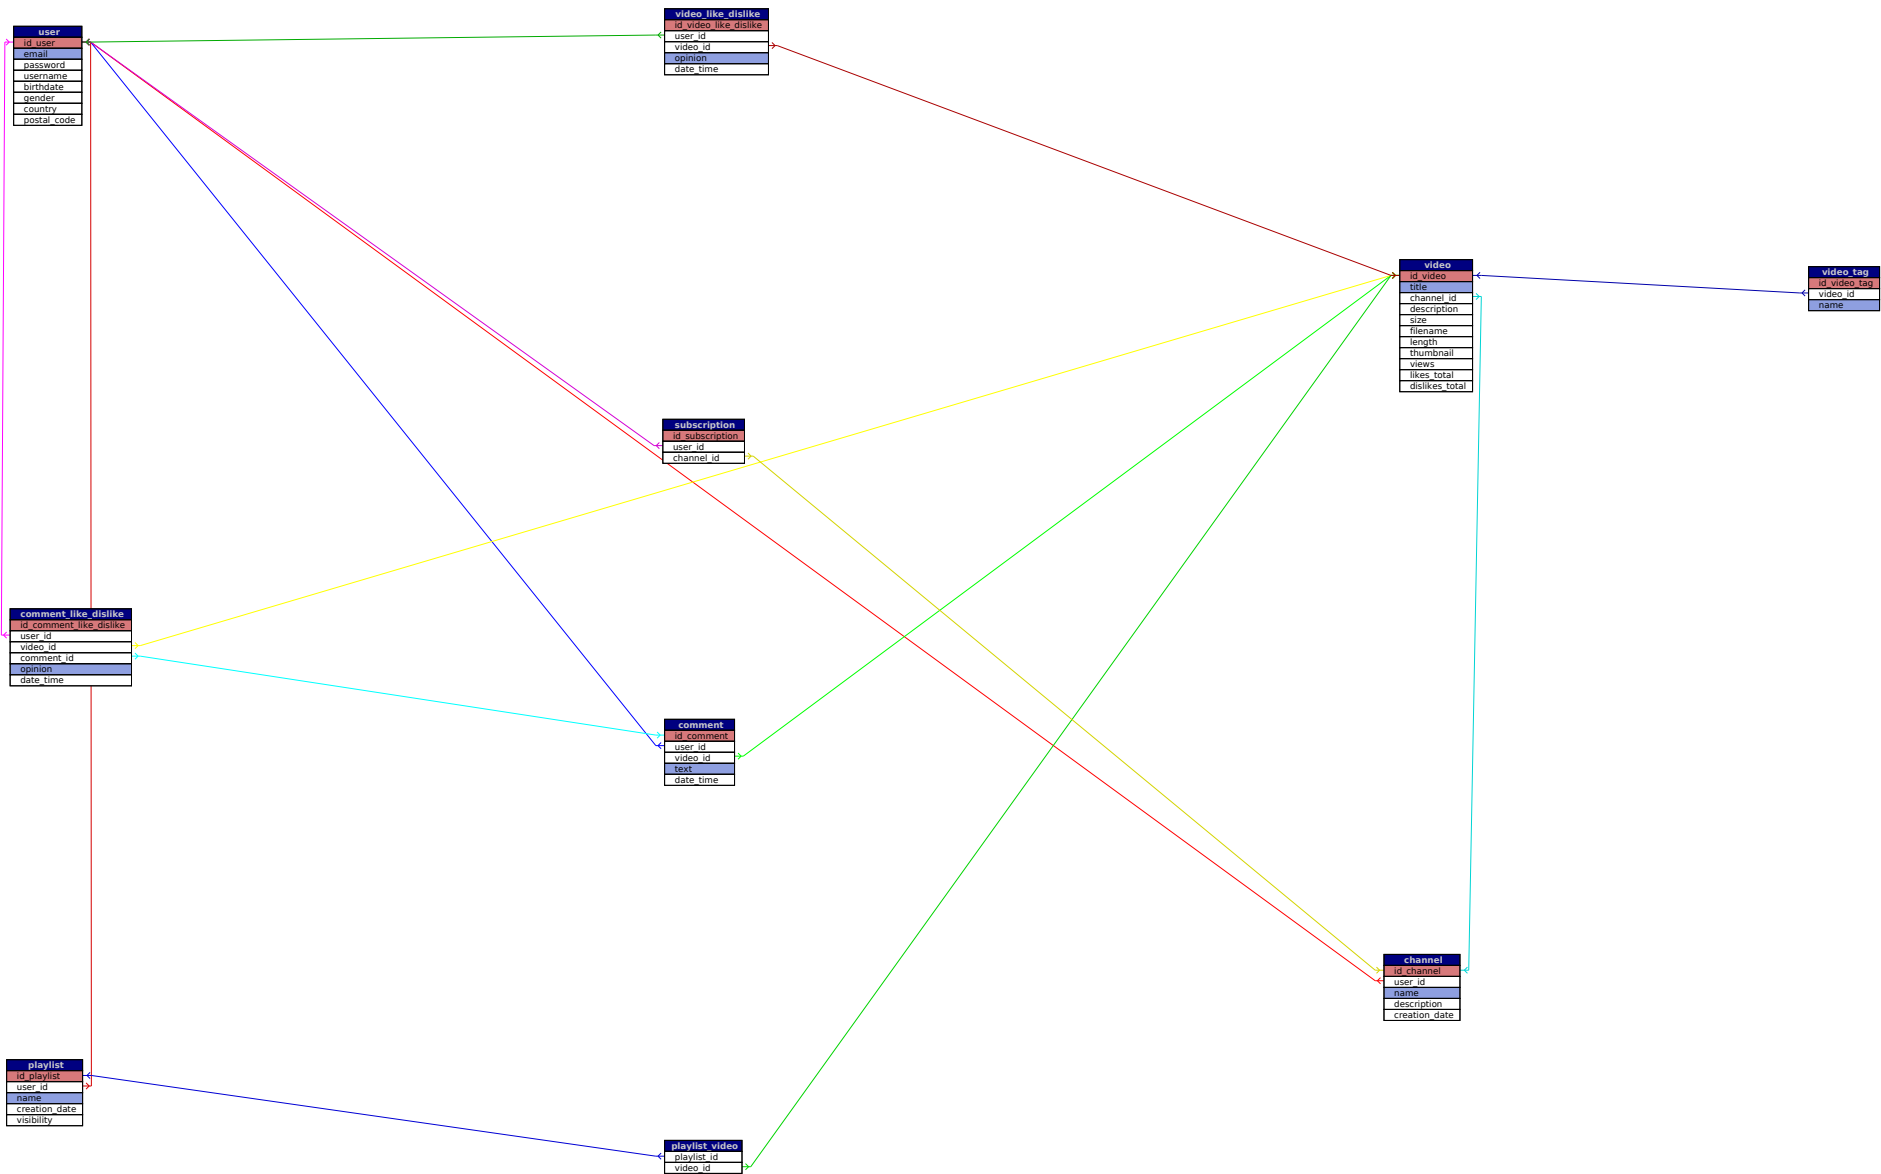 user
id_user
email
password
username
birthdate
gender
country
postal_code
video_like_dislike
id_video_like_dislike
user_id
video_id
opinion
date_time
video
id_video
title
channel_id
description
size
filename
length
thumbnail
views
likes_total
dislikes_total
video_tag
id_video_tag
video_id
name
subscription
id_subscription
user_id
channel_id
comment_like_dislike
id_comment_like_dislike
user_id
video_id
comment_id
opinion
date_time
comment
id_comment
user_id
video_id
text
date_time
channel
id_channel
user_id
name
description
creation_date
playlist
id_playlist
user_id
name
creation_date
visibility
playlist_video
playlist_id
video_id